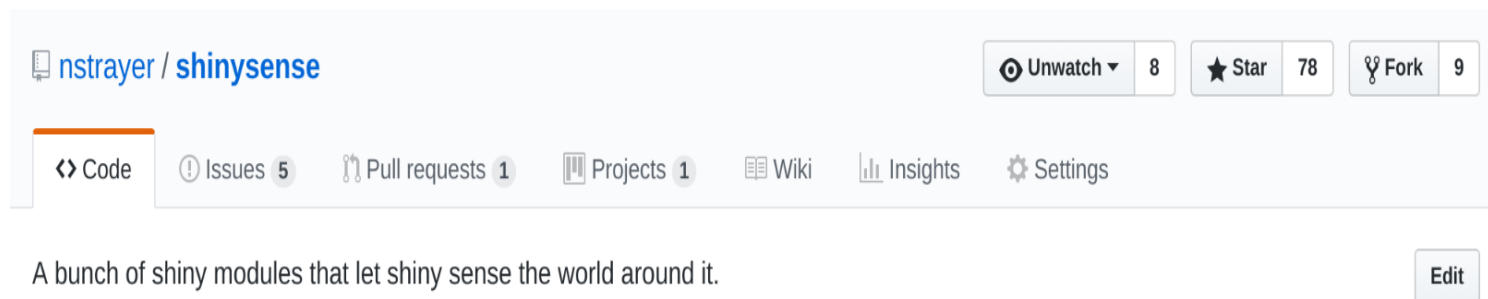 nstrayer / shinysense Unwatch 8 Star 78 Fork 9
Code Issues 5 Pull requests 1 Projects 1 Wiki Insights Settings
A bunch of shiny modules that let shiny sense the world around it. Edit